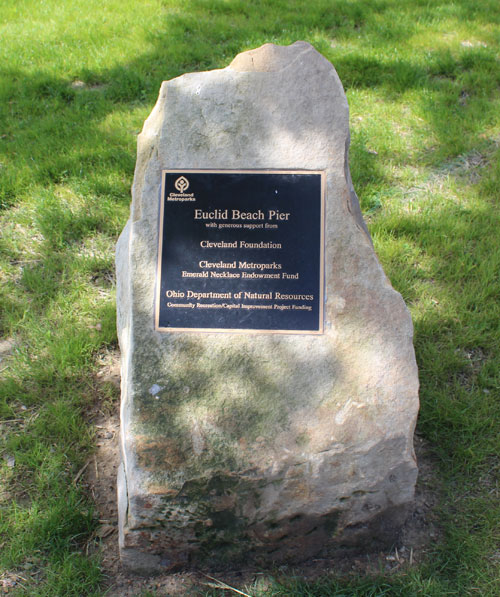 Cleveland
Metroparks
Euclid Beach Pier
with generous support from
Cleveland Foundation
Cleveland Metroparks
Emerald Necklace Endowment Fund
Ohio Department of Natural Resources
Community Recreation/Capital Improvement Project Funding